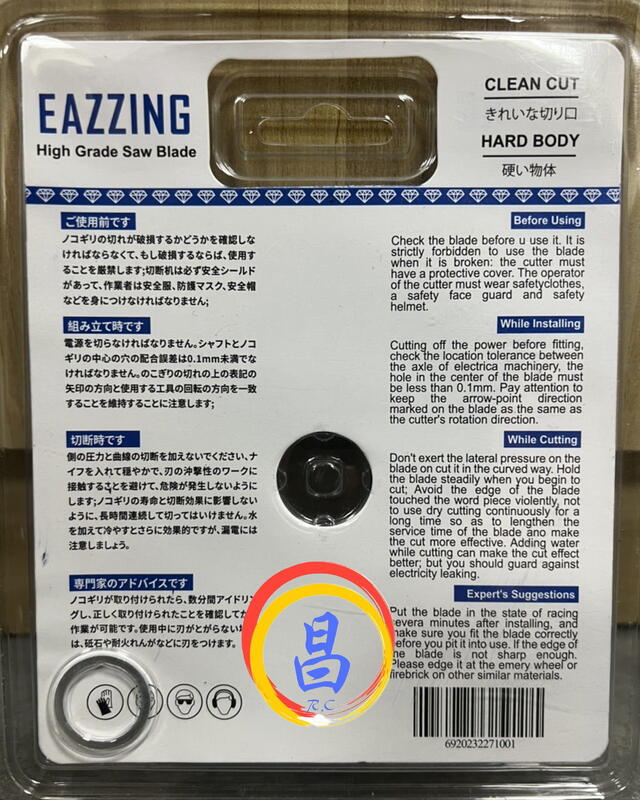 EAZZING
High Grade Saw Blade
CLEAN CUT
きれいな切り口
HARD BODY
硬い物体
ご使用前です
ノコギリの切れが破損するかどうかを確認しな
ければならなくて、もし破損するならば、使用す
ることを厳禁します;切断机は必ず安全シールド
があって、作業者は安全服、防護マスク、安全帽
などを身につけなければなりません;
組み立て時です
電源を切らなければなりません。シャフトとノコ
ギリの中心の穴の配合誤差は0.1mm未満でな
ければなりません。のこぎりの切れの上の表記の
矢印の方向と使用する工具の回転の方向を一致
することを維持することに注意します;
切断時です
側の圧力と曲線の切断を加えないでください、ナ
イフを入れて穏やかで、刃の沖撃性のワークに
接触することを避けて、危険が発生しないように
します;ノコギリの寿命と切断効果に影響しない
ように、長時間連続して切ってはいけません。水
を加えて冷やすとさらに効果的ですが、漏電には
注意しましょう。
専門家のアドバイスです
ノコギリが取り付けられたら、数分間アイドリン
グし、正しく取り付けられたことを確認してか
作業が可能です。使用中に刃がとがらない
は、砥石や耐火れんがなどに刃をつけます。
Before Using
Check the blade before u use it. It is
strictly forbidden to use the blade
when it is broken: the cutter must
have a protective cover. The operator
of the cutter must wear safetyclothes,
a safety face guard and safety
helmet.
While Installing
Cutting off the power before fitting,
check the location tolerance between
the axle of electrica machinery, the
hole in the center of the blade must
be less than 0.1mm. Pay attention to
keep the arrow-point direction
marked on the blade as the same as
the cutter's rotation direction.
While Cutting
Don't exert the lateral pressure on the
blade on cut it in the curved way. Hold
the blade steadily when you begin to
cut; Avoid the edge of the blade
touched the word piece violently, not
to use dry cutting continuously for a
long time so as to lengthen the
service time of the blade ano make
the cut more effective. Adding water
while cutting can make the cut effect
better; but you should guard against
electricity leaking.
Expert's Suggestions
Put the blade in the state of racing
severa minutes after installing, and
make sure you fit the blade correctly
before you pit it into use. If the edge of
the blade is not sharp enough.
Please edge it at the emery wheel or
firebrick on other similar materials.
昌
R.C
6920232271001